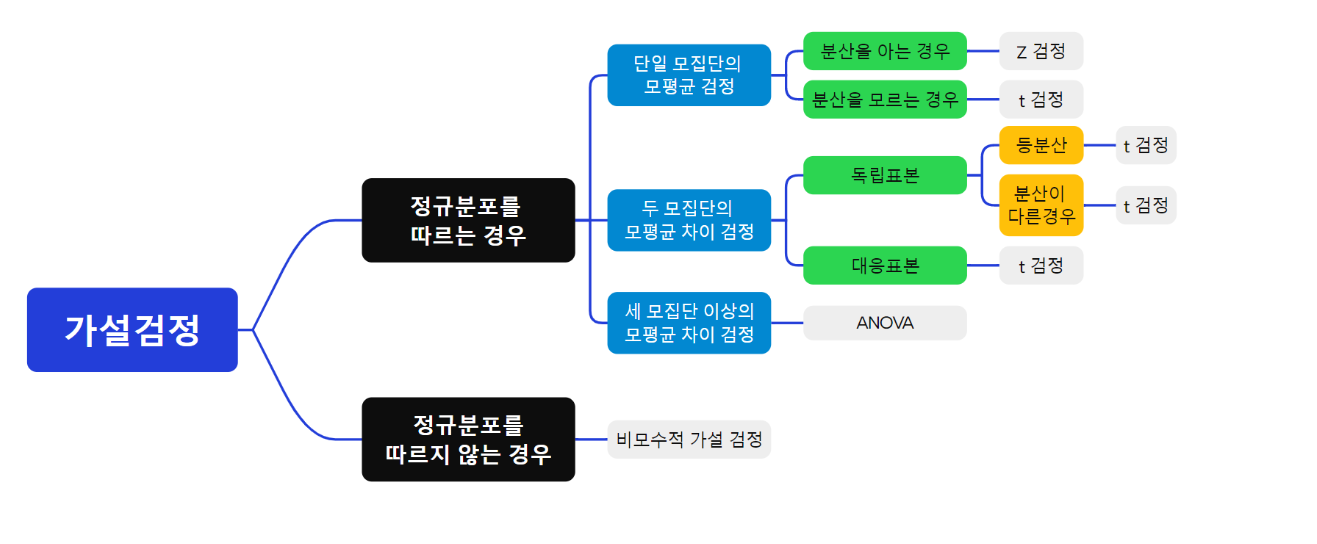 가설검정
정규분포를
따르는 경우
단일 모집단의
모평균 검정
분산을 아는 경우
Z 검정
분산을 모르는 경우
t 검정
두 모집단의
모평균 차이 검정
독립표본
등분산
t 검정
분산이
다른경우
t 검정
대응표본
t 검정
세 모집단 이상의
모평균 차이 검정
ANOVA
정규분포를
따르지 않는 경우
비모수적 가설 검정